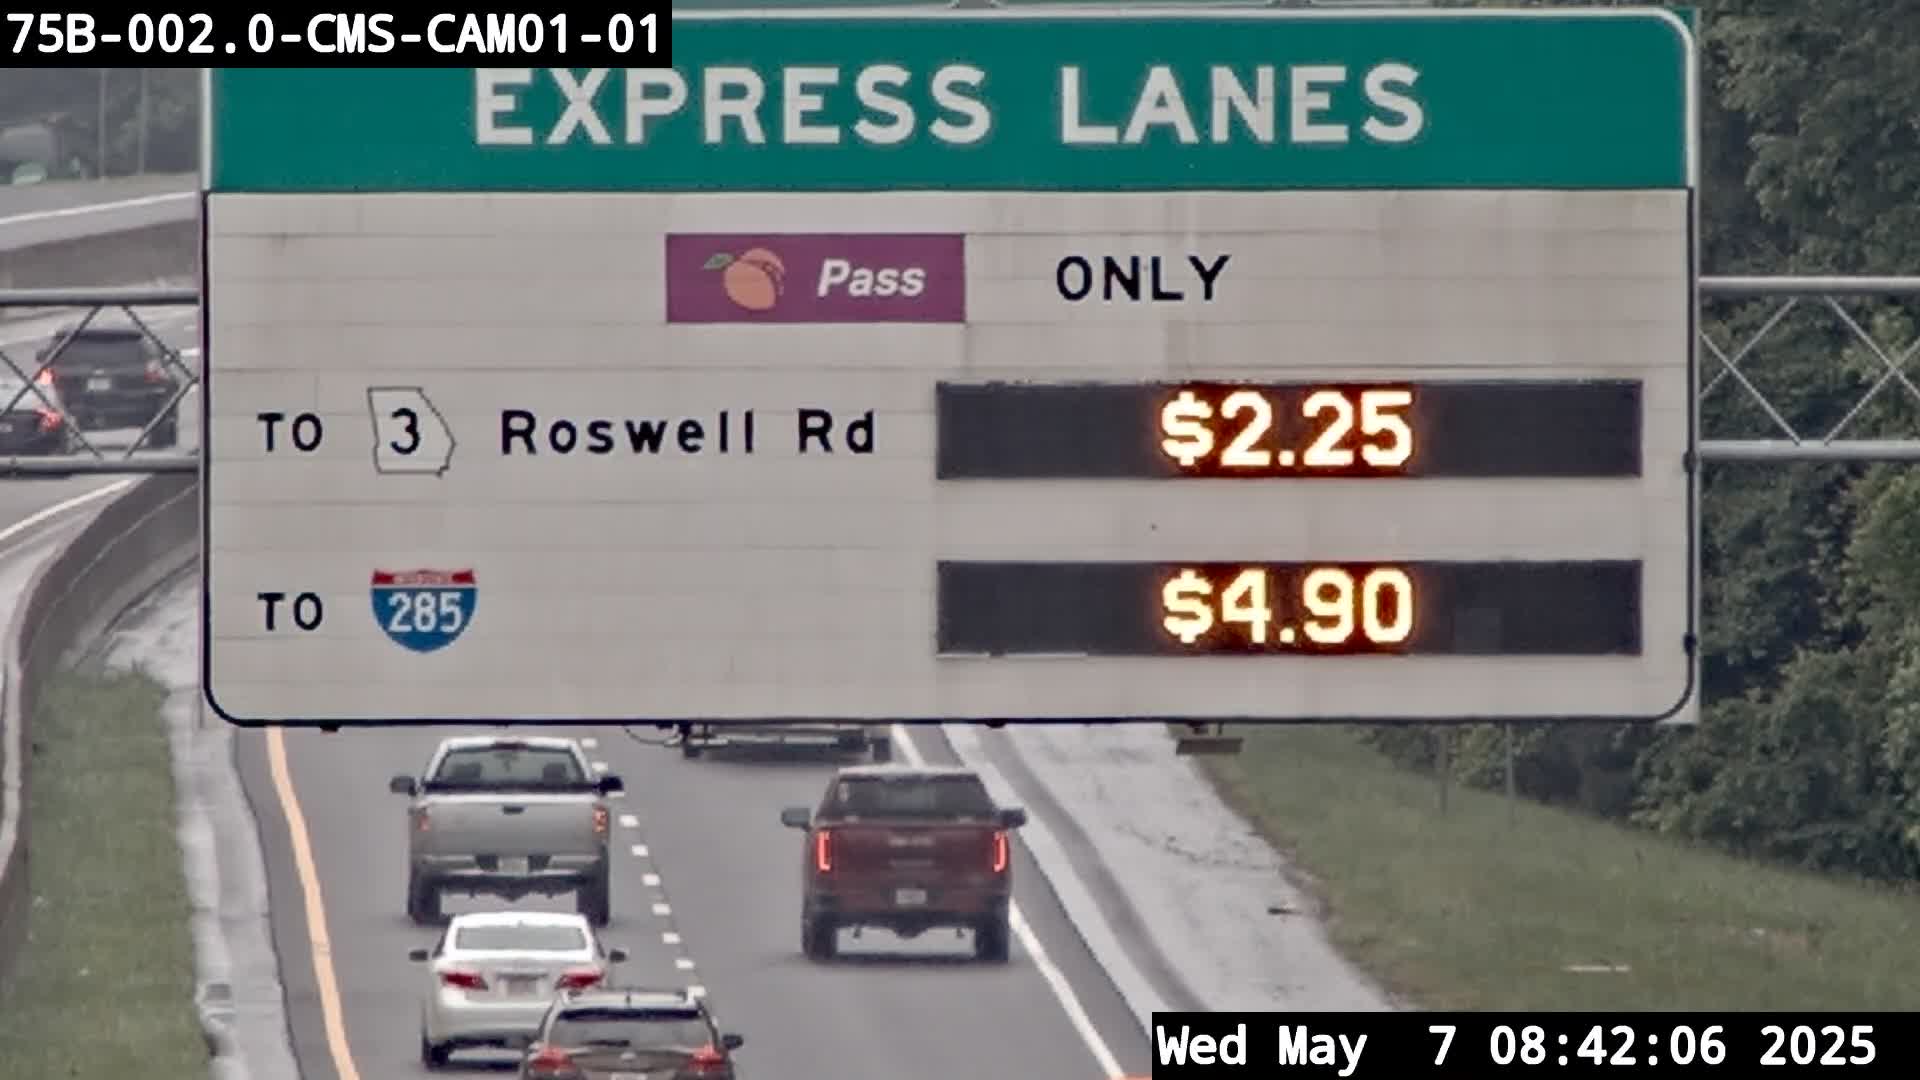 75B-002.0-CMS-CAM01-01
EXPRESS LANES
Pass ONLY
TO 3 Roswell Rd $2.25
TO 285 $4.90
Wed May 7 08:42:06 2025